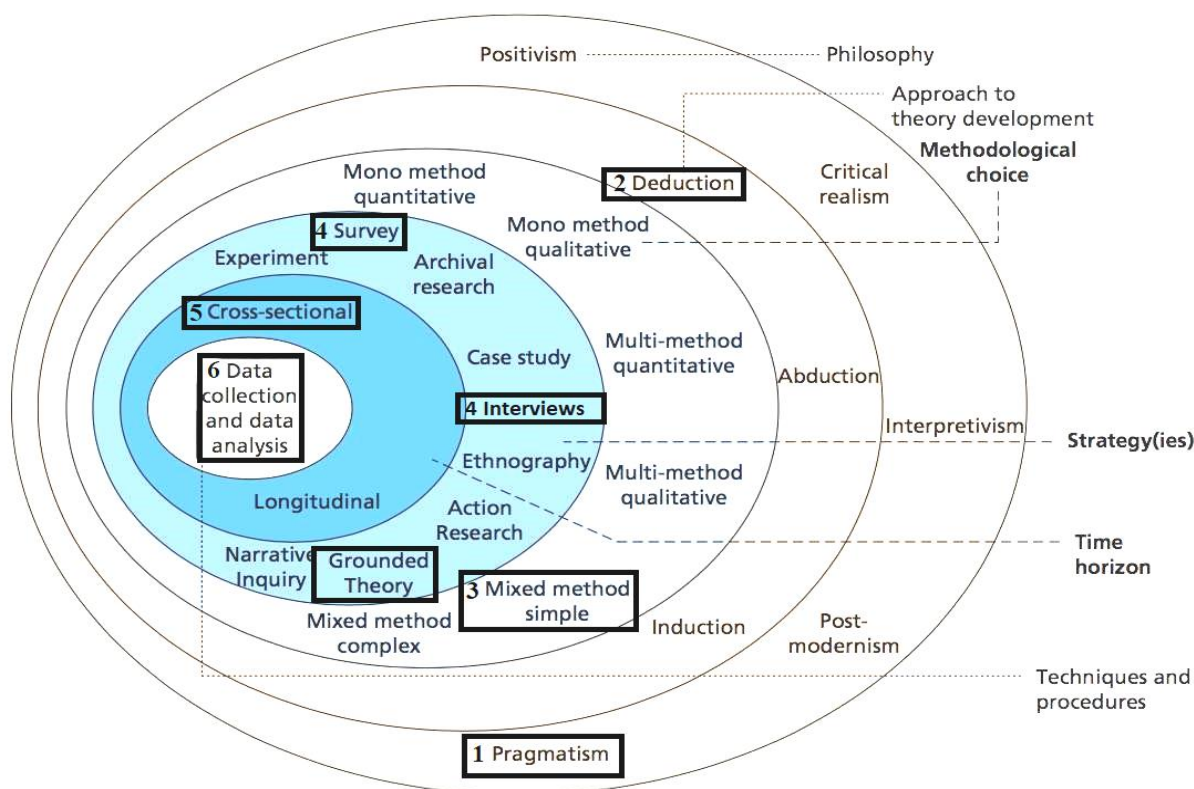 Positivism
Philosophy
Approach to
theory development
Methodological
choice
Mono method
quantitative
2 Deduction
Critical
realism
4 Survey
Mono method
qualitative
Experiment
Archival
research
5 Cross-sectional
Multi-method
quantitative
Case study
6 Data
collection
and data
analysis
Abduction
4 Interviews
Interpretivism
Strategy(ies)
Ethnography
Multi-method
qualitative
Longitudinal
Action
Research
Time
horizon
Narrative
Inquiry
Grounded
Theory
3 Mixed method
simple
Mixed method
complex
Induction
Post-
modernism
Techniques and
procedures
1 Pragmatism